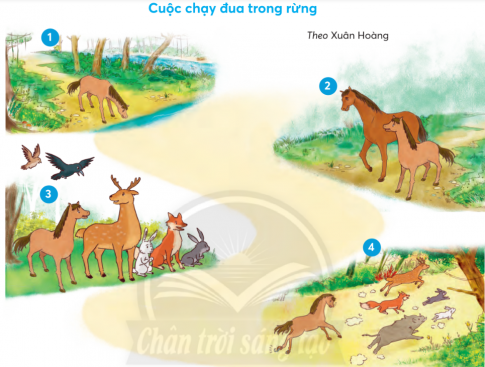 Cuộc chạy đua trong rừng
Theo Xuân Hoàng
1
2
3
4
Chân trời sáng tạo